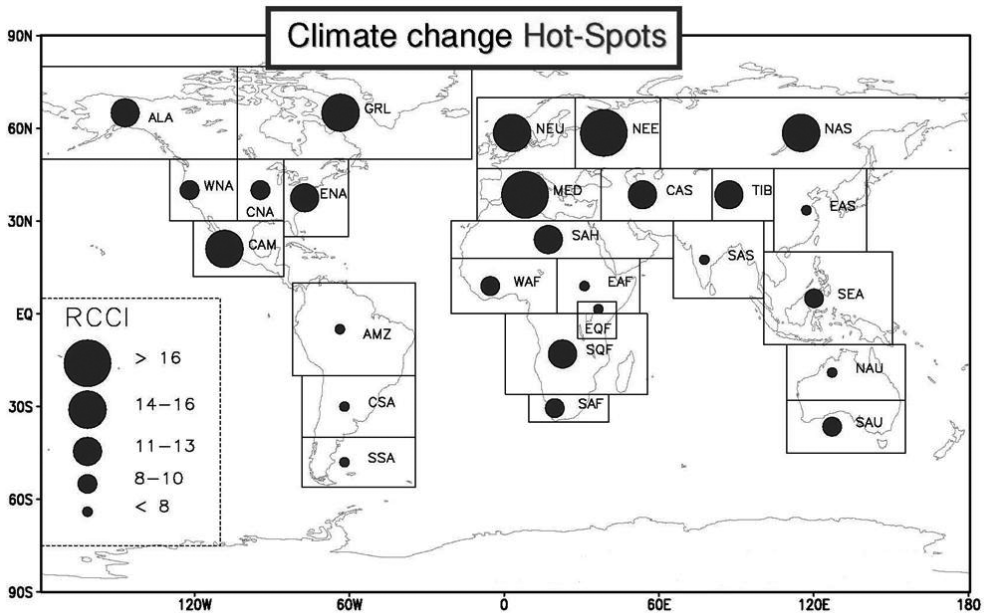 Climate change Hot-Spots
90N
60N
30N
EQ
30S
60S
90S
ALA
GRL
NEU
NEE
NAS
WNA
CNA
ENA
MED
CAS
TIB
EAS
CAM
SAH
SAS
WAF
EAF
SEA
AMZ
EQF
SQF
NAU
CSA
SAF
SAU
SSA
RCCI
> 16
14–16
11–13
8–10
< 8
120W
60W
0
60E
120E
180